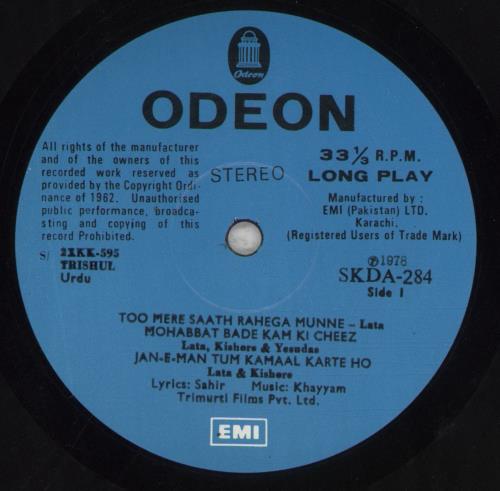 Odeon
ODEON
All rights of the manufacturer
and of the owners of this
recorded work reserved as
provided by the Copyright Ordi-
nance of 1962. Unauthorised
public performance, broadca-
sting and copying of this
record Prohibited.
STEREO
33 1/3 R.P.M.
LONG PLAY
Manufactured by :
EMI (Pakistan) LTD.
Karachi.
(Registered Users of Trade Mark)
S/ 2XKK-595
TRISHUL
Urdu
℗1978
SKDA-284
Side 1
TOO MERE SAATH RAHEGA MUNNE – Lata
MOHABBAT BADE KAM KI CHEEZ
Lata, Kishore & Yesudas
JAN-E-MAN TUM KAMAAL KARTE HO
Lata & Kishore
Lyrics: Sahir Music: Khayyam
Trimurti Films Pvt. Ltd.
EMI